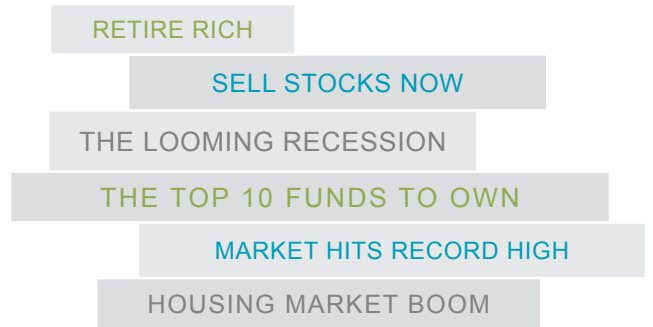 RETIRE RICH
SELL STOCKS NOW
THE LOOMING RECESSION
THE TOP 10 FUNDS TO OWN
MARKET HITS RECORD HIGH
HOUSING MARKET BOOM